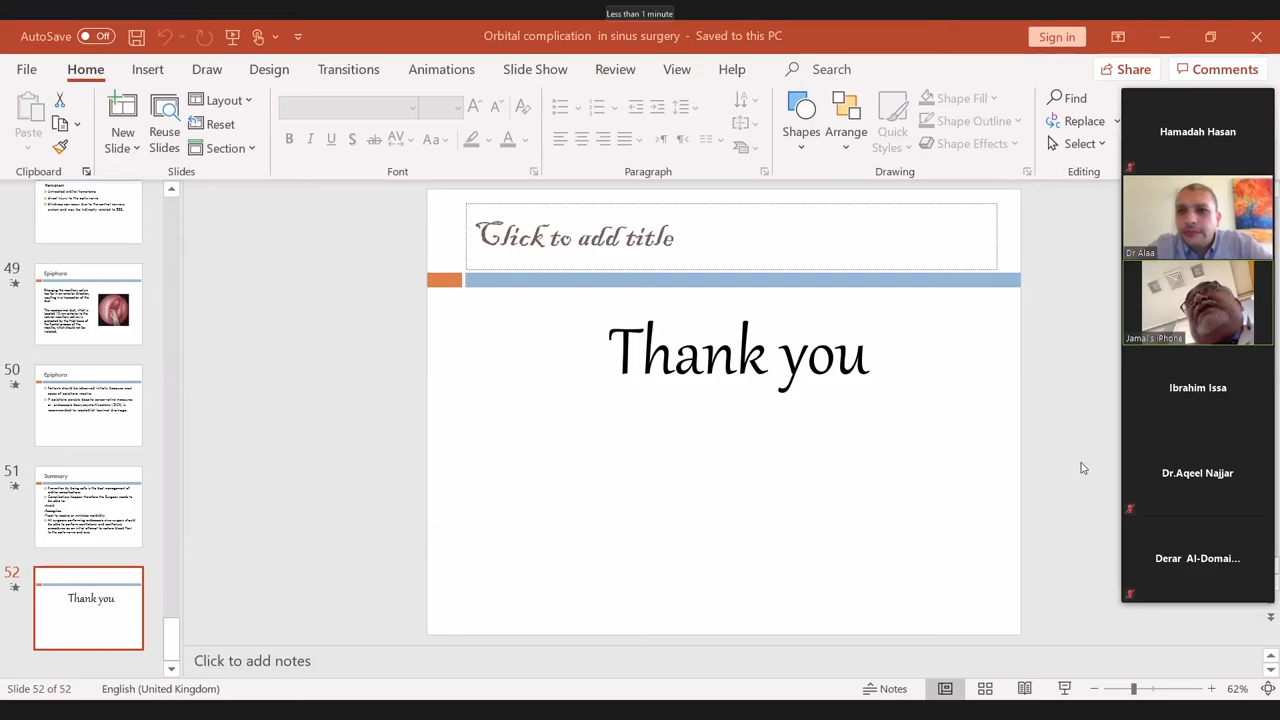 Less than 1 minute
AutoSave Off
Orbital complication in sinus surgery - Saved to this PC
Sign in
File Home Insert Draw Design Transitions Animations Slide Show Review View Help Search
Share Comments
Paste
New Slide
Reuse Slides
Layout
Reset
Section
Shapes Arrange Quick Styles
Shape Fill
Shape Outline
Shape Effects
Find
Replace
Select
Clipboard
Slides Font Paragraph Drawing Editing
Hamadah Hasan
Dr Alaa
Jamal's iPhone
Ibrahim Issa
Dr.Aqeel Najjar
Derar Al-Domai...
49
Epiphora
50
Epiphora
51
Summary
52
Thank you
Click to add title
Thank you
Click to add notes
Slide 52 of 52 English (United Kingdom)
Notes
62%